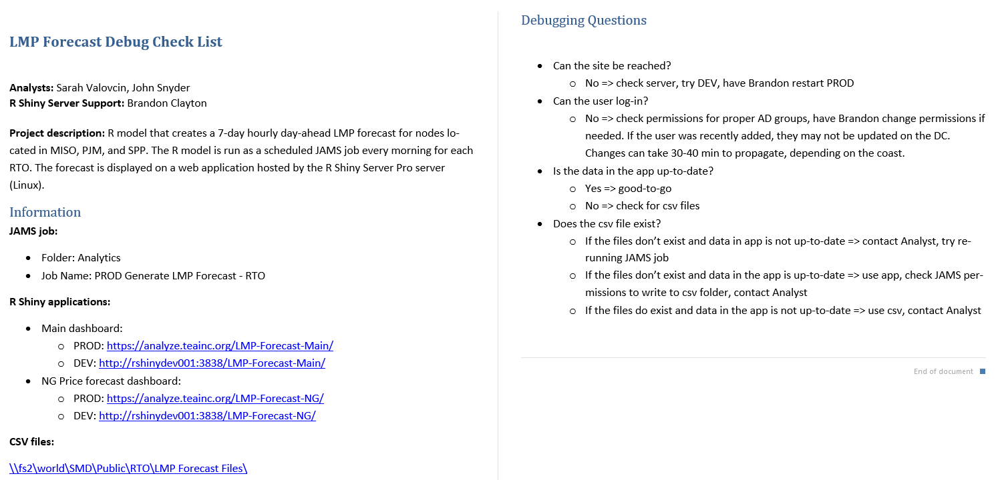 LMP Forecast Debug Check List
Analysts: Sarah Valovcin, John Snyder
R Shiny Server Support: Brandon Clayton
Project description: R model that creates a 7-day hourly day-ahead LMP forecast for nodes lo-
cated in MISO, PJM, and SPP. The R model is run as a scheduled JAMS job every morning for each
RTO. The forecast is displayed on a web application hosted by the R Shiny Server Pro server
(Linux).
Information
JAMS job:
• Folder: Analytics
• Job Name: PROD Generate LMP Forecast - RTO
R Shiny applications:
• Main dashboard:
o PROD: https://analyze.teainc.org/LMP-Forecast-Main/
o DEV: http://rshinydev001:3838/LMP-Forecast-Main/
• NG Price forecast dashboard:
o PROD: https://analyze.teainc.org/LMP-Forecast-NG/
o DEV: http://rshinydev001:3838/LMP-Forecast-NG/
CSV files:
\\fs2\world\SMD\Public\RTO\LMP Forecast Files\
Debugging Questions
• Can the site be reached?
o No => check server, try DEV, have Brandon restart PROD
• Can the user log-in?
o No => check permissions for proper AD groups, have Brandon change permissions if
needed. If the user was recently added, they may not be updated on the DC.
Changes can take 30-40 min to propagate, depending on the coast.
• Is the data in the app up-to-date?
o Yes => good-to-go
o No => check for csv files
• Does the csv file exist?
o If the files don't exist and data in app is not up-to-date => contact Analyst, try re-
running JAMS job
o If the files don't exist and data in the app is up-to-date => use app, check JAMS per-
missions to write to csv folder, contact Analyst
o If the files do exist and data in the app is not up-to-date => use csv, contact Analyst
End of document